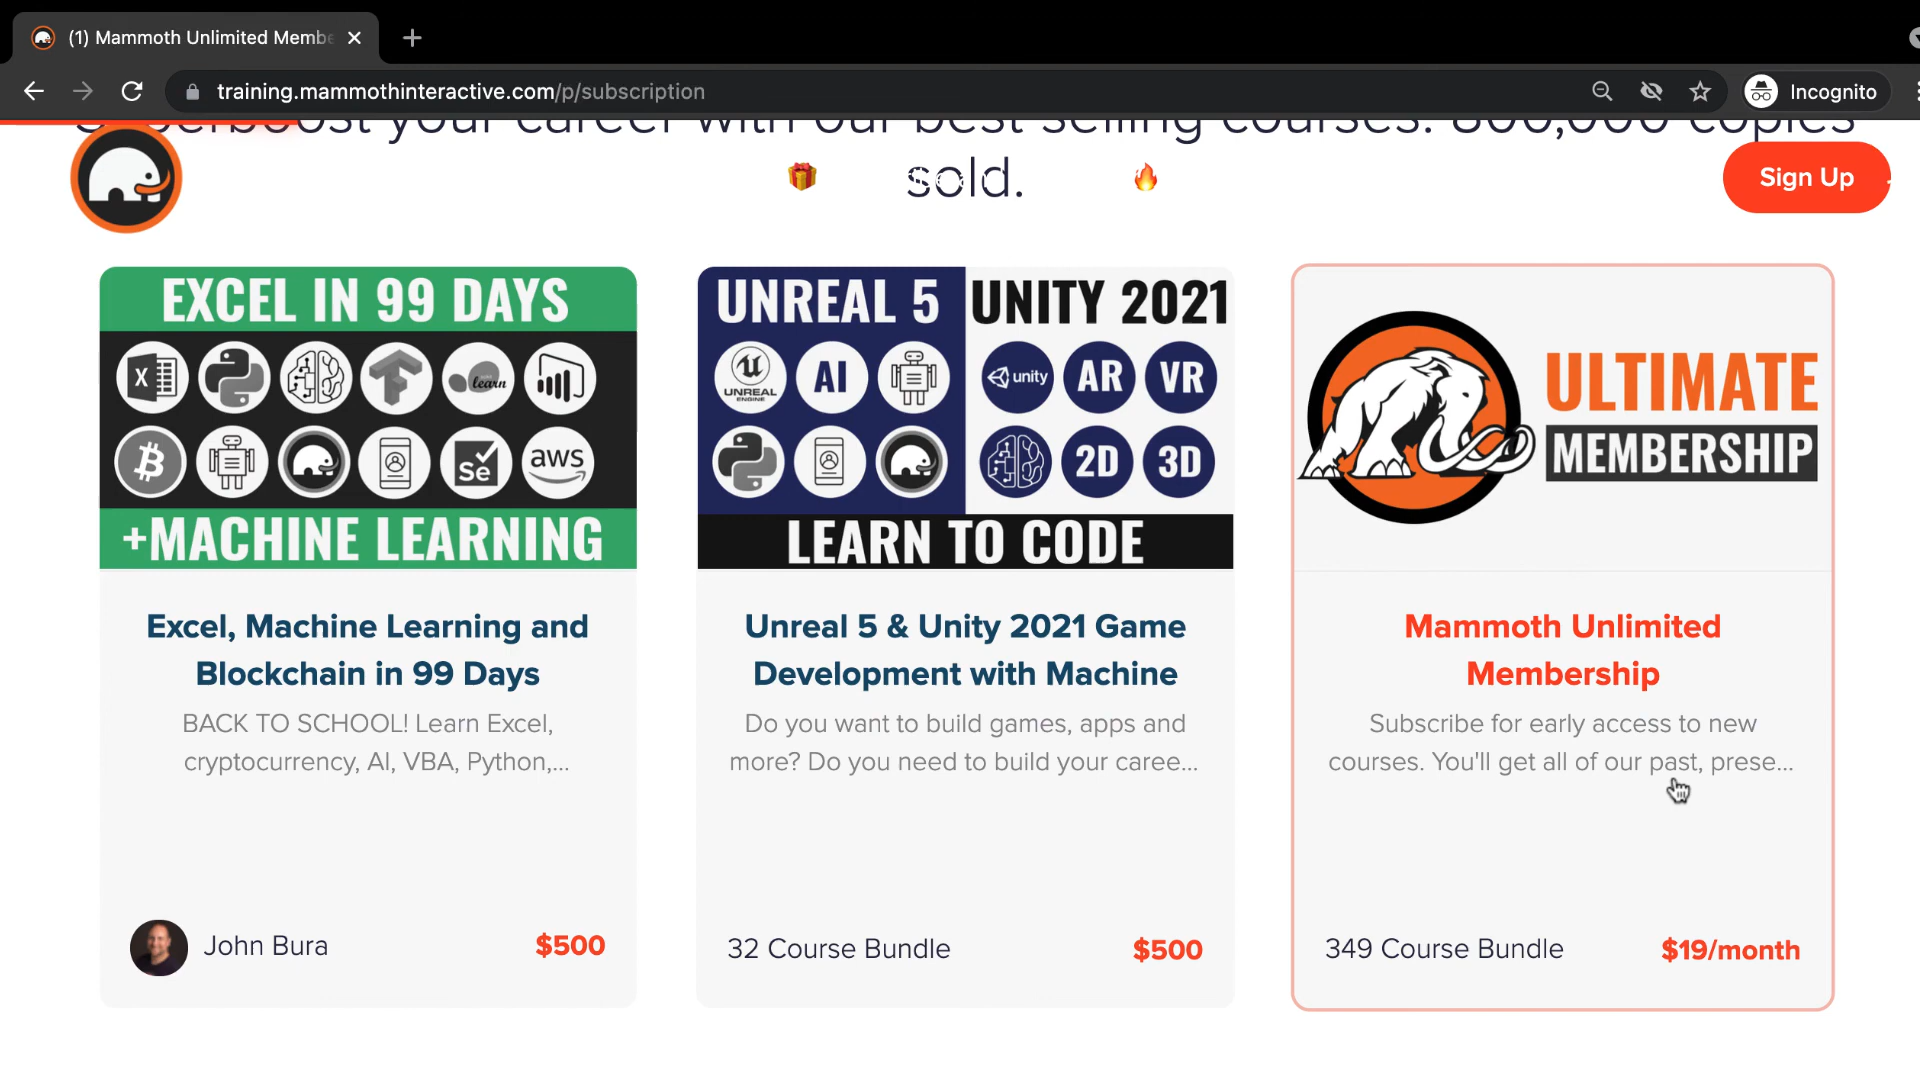 (1) Mammoth Unlimited Membe
training.mammothinteractive.com/p/subscription
Incognito
Superboost your career with our best selling courses. 800,000 copies
sold.
Sign Up
EXCEL IN 99 DAYS
X
learn
Se
aws
+MACHINE LEARNING
UNREAL 5
UNITY 2021
UNREAL
ENGINE
AI
unity
AR
VR
2D
3D
LEARN TO CODE
ULTIMATE
MEMBERSHIP
Excel, Machine Learning and
Blockchain in 99 Days
BACK TO SCHOOL! Learn Excel,
cryptocurrency, AI, VBA, Python,...
John Bura
$500
Unreal 5 & Unity 2021 Game
Development with Machine
Do you want to build games, apps and
more? Do you need to build your caree...
32 Course Bundle
$500
Mammoth Unlimited
Membership
Subscribe for early access to new
courses. You'll get all of our past, prese...
349 Course Bundle
$19/month